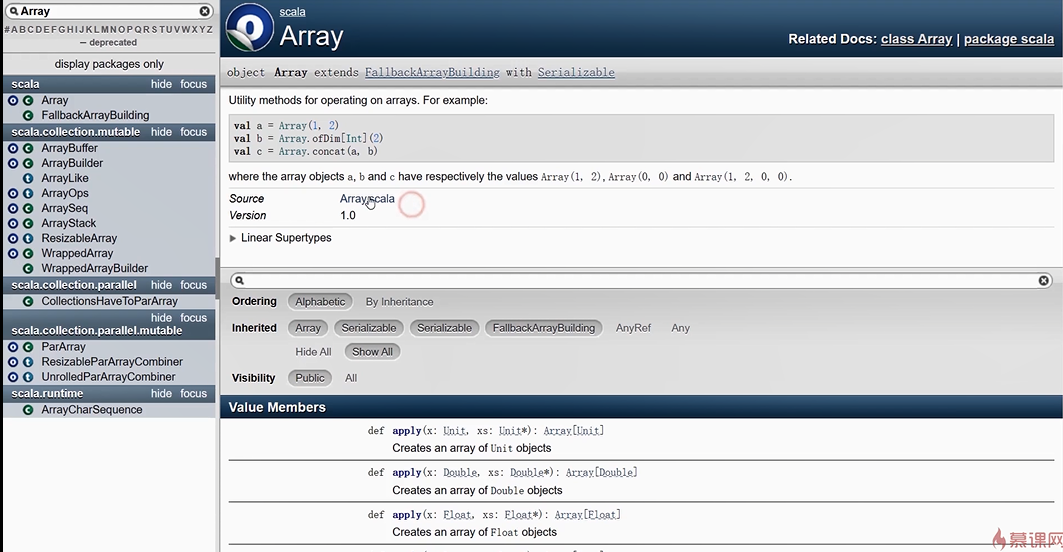 Array
#ABCDEFGHIJKLMNOPQRSTUVWXYZ
— deprecated
display packages only
scala hide focus
Array
FallbackArrayBuilding
scala.collection.mutable hide focus
ArrayBuffer
ArrayBuilder
ArrayLike
ArrayOps
ArraySeq
ArrayStack
ResizableArray
WrappedArray
WrappedArrayBuilder
scala.collection.parallel hide focus
CollectionsHaveToParArray
hide focus
scala.collection.parallel.mutable
ParArray
ResizableParArrayCombiner
UnrolledParArrayCombiner
scala.runtime hide focus
ArrayCharSequence
scala
Array
Related Docs: class Array | package scala
object Array extends FallbackArrayBuilding with Serializable
Utility methods for operating on arrays. For example:
val a = Array(1, 2)
val b = Array.ofDim[Int](2)
val c = Array.concat(a, b)
where the array objects a, b and c have respectively the values Array(1, 2), Array(0, 0) and Array(1, 2, 0, 0).
Source Array.scala
Version 1.0
Linear Supertypes
Ordering Alphabetic By Inheritance
Inherited Array Serializable Serializable FallbackArrayBuilding AnyRef Any
Hide All Show All
Visibility Public All
Value Members
def apply(x: Unit, xs: Unit*): Array[Unit]
Creates an array of Unit objects
def apply(x: Double, xs: Double*): Array[Double]
Creates an array of Double objects
def apply(x: Float, xs: Float*): Array[Float]
Creates an array of Float objects
慕课网